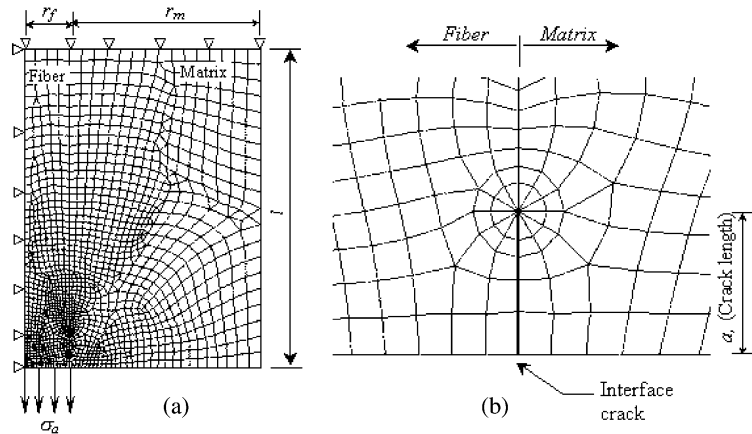 r_f
r_m
Fiber
Matrix
l
σ_a
(a)
Fiber
Matrix
a, (Crack length)
Interface
crack
(b)